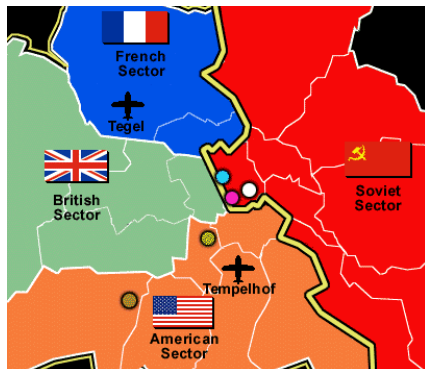 French
Sector
Tegel
British
Sector
Soviet
Sector
Tempelhof
American
Sector